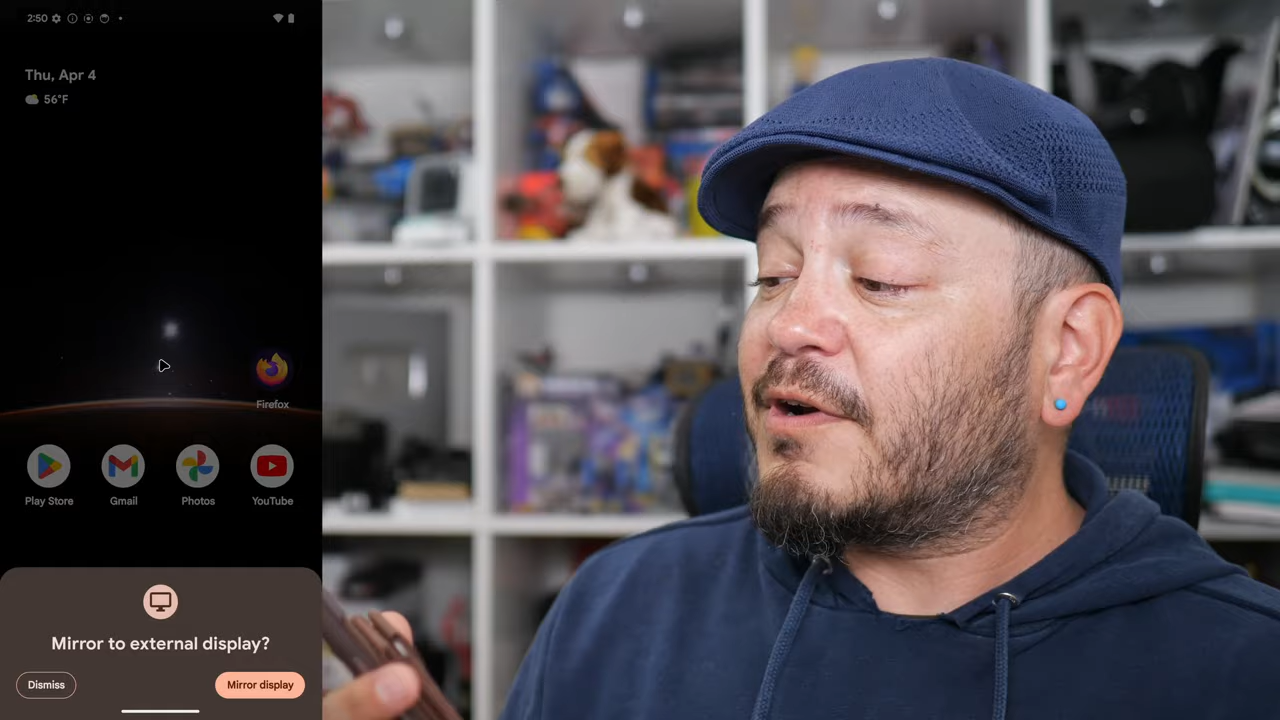 2:50
Thu, Apr 4
56°F
Firefox
Play Store
Gmail
Photos
YouTube
Mirror to external display?
Dismiss
Mirror display